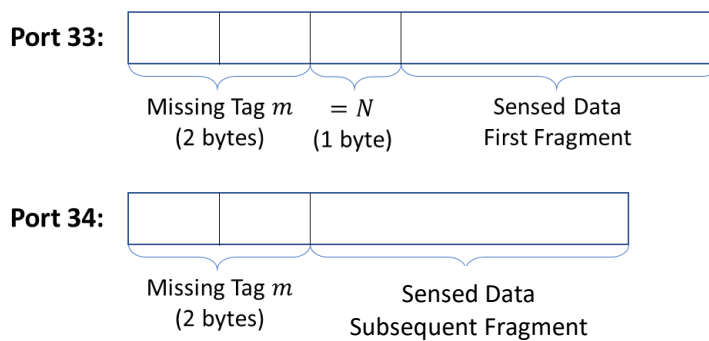 Port 33:
Missing Tag m = N Sensed Data
(2 bytes) (1 byte) First Fragment
Port 34:
Missing Tag m Sensed Data
(2 bytes) Subsequent Fragment